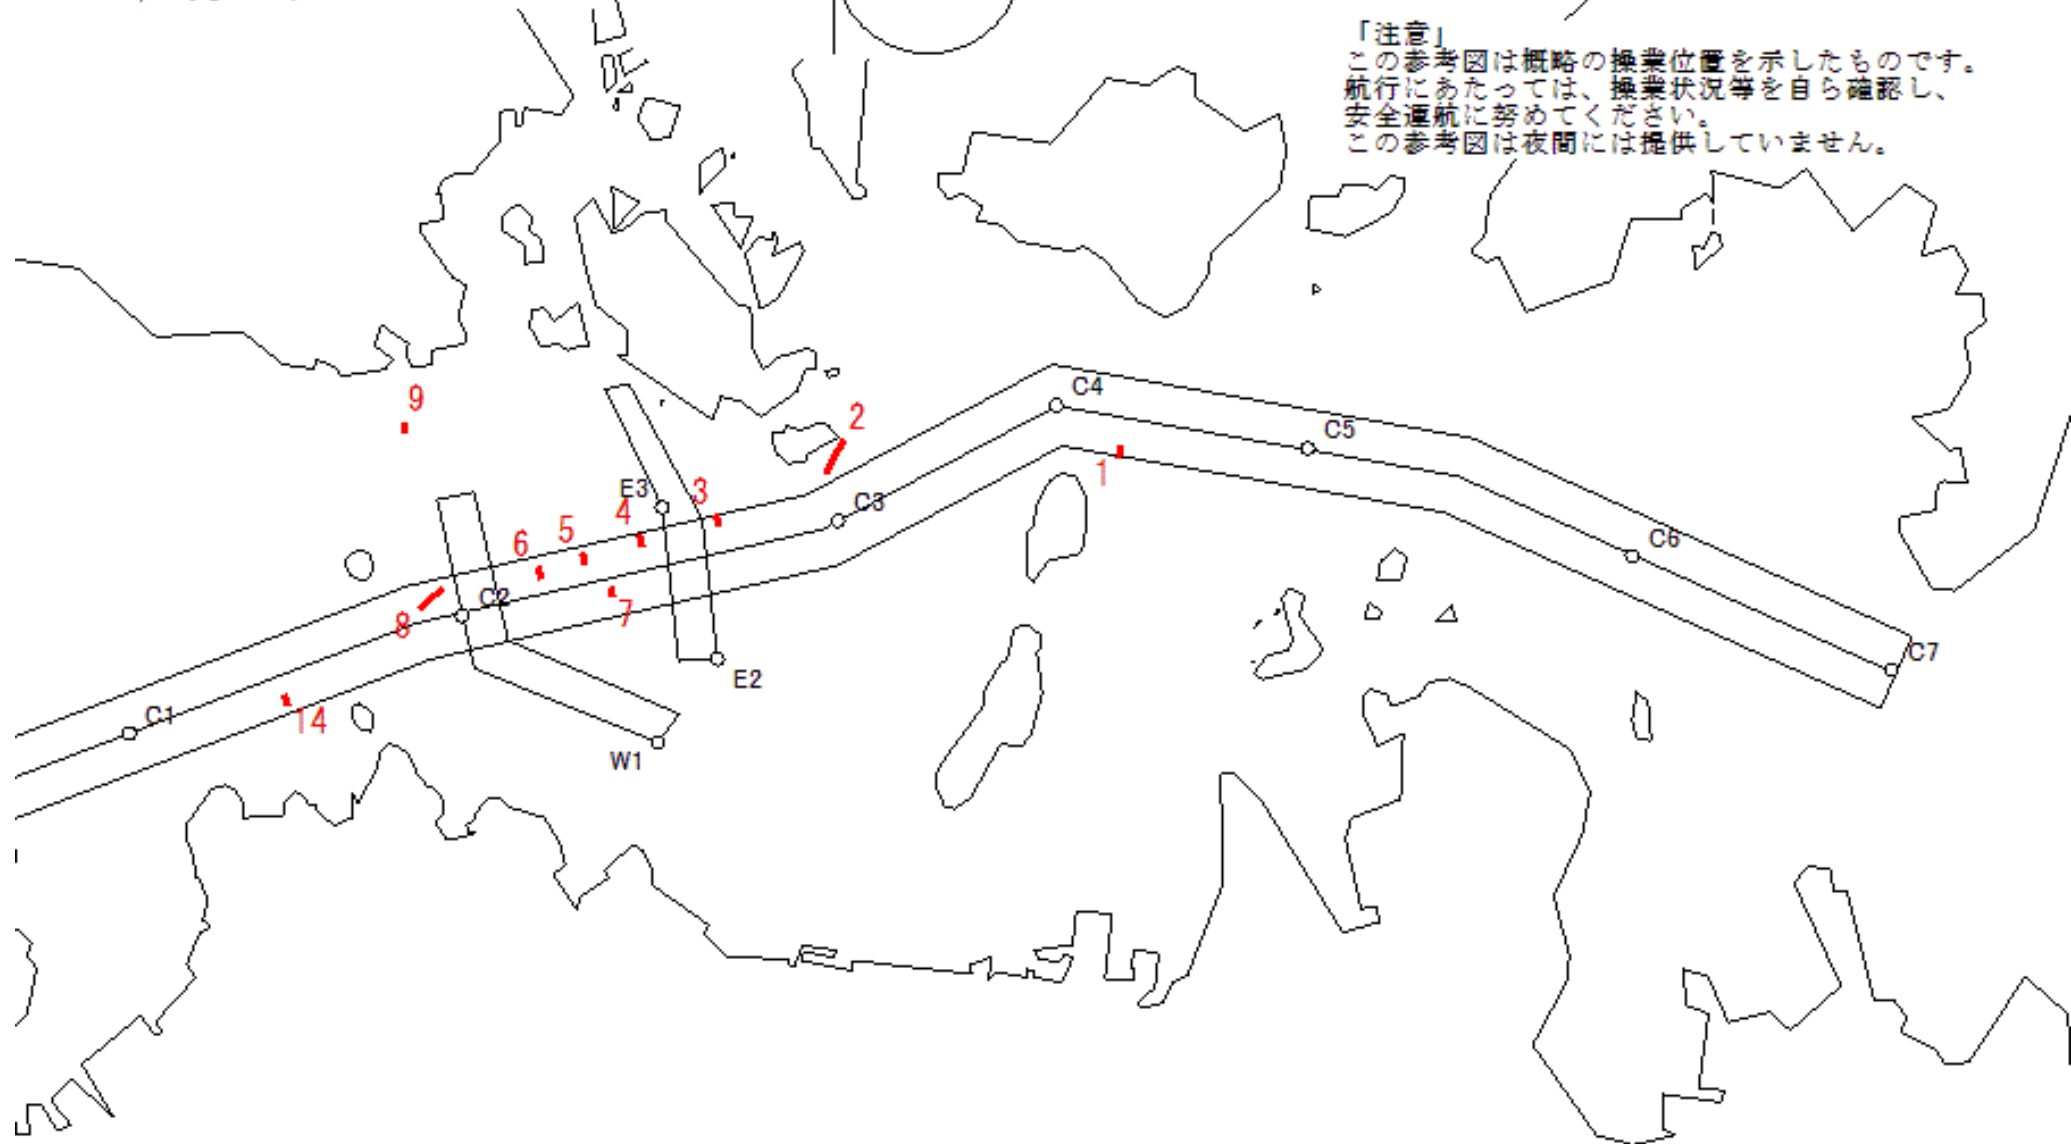 「注意」
この参考図は概略の操業位置を示したものです。
航行にあたっては、操業状況等を自ら確認し、
安全運航に努めてください。
この参考図は夜間には提供していません。
C4
9
2
C5
1
E3
3
C3
4
5
6
C6
C2
7
8
C7
E2
C1
14
W1